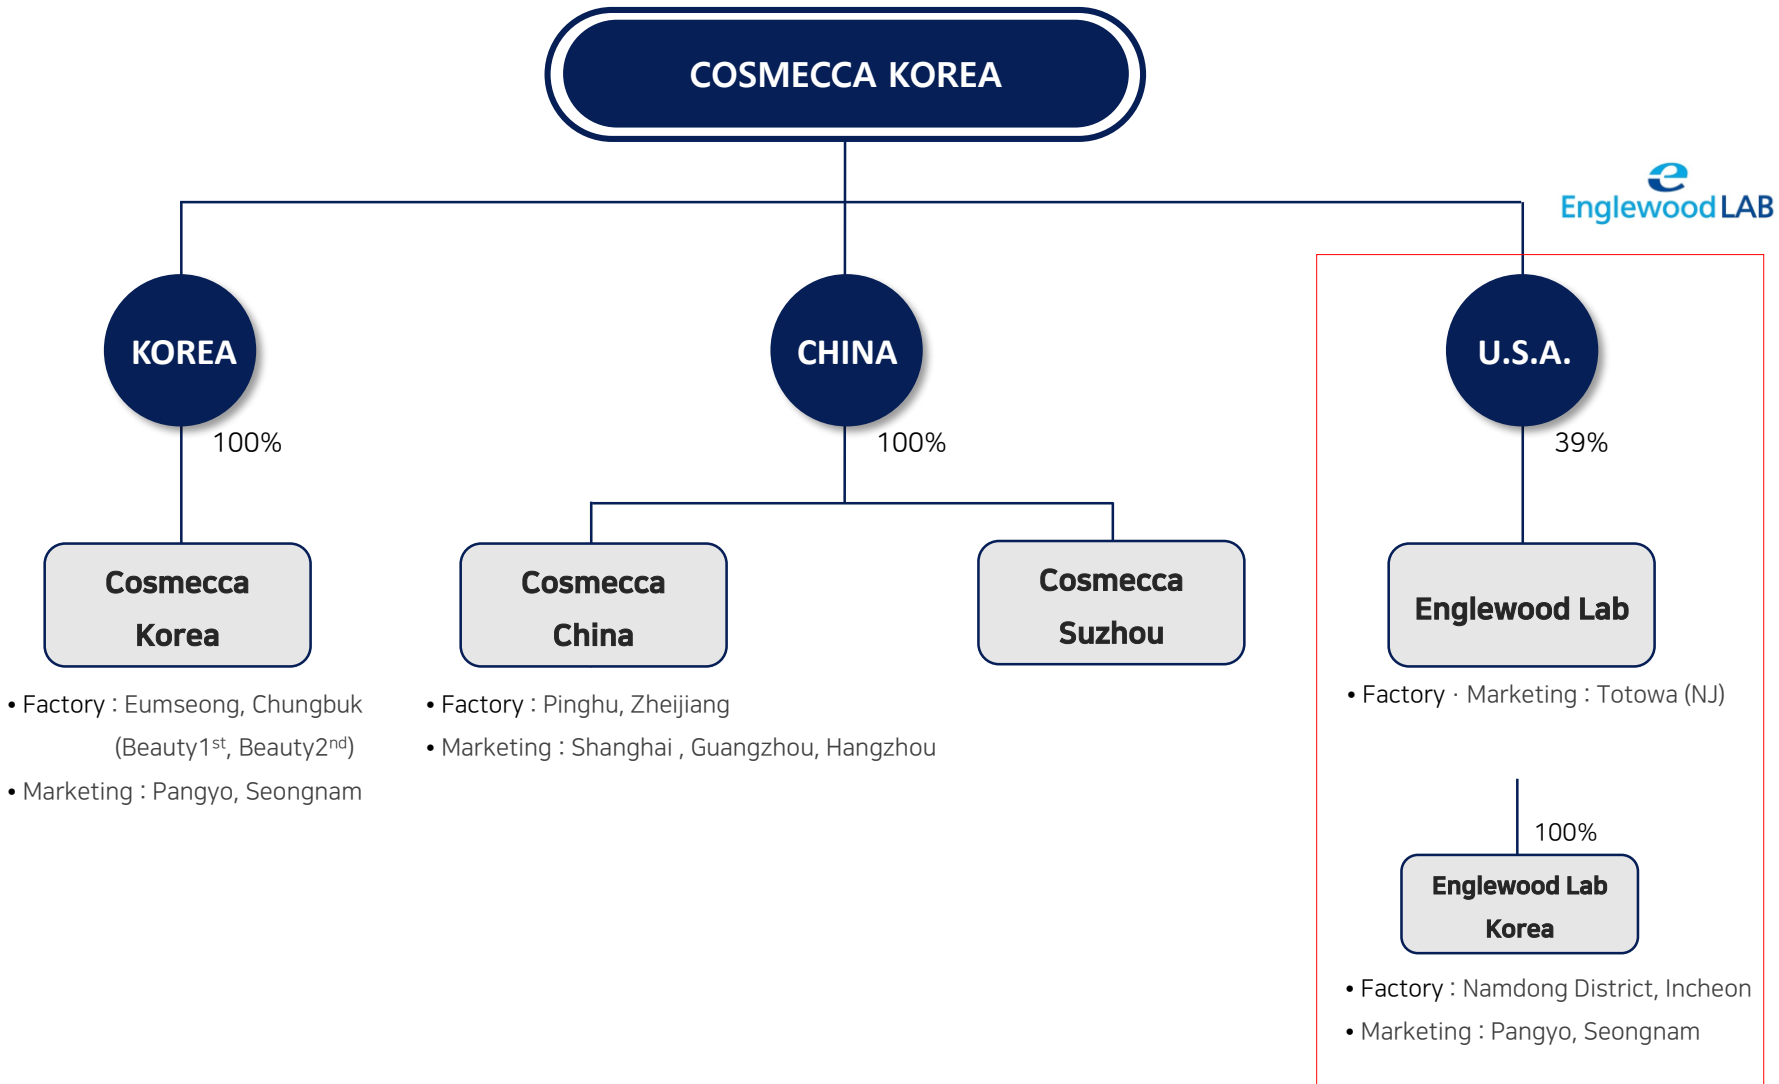 COSMECCA KOREA
e
Englewood LAB
KOREA
CHINA
U.S.A.
100%
100%
39%
Cosmecca
Korea
Cosmecca
China
Cosmecca
Suzhou
Englewood Lab
• Factory : Eumseong, Chungbuk
(Beauty1st, Beauty2nd)
• Marketing : Pangyo, Seongnam
• Factory : Pinghu, Zheijiang
• Marketing : Shanghai , Guangzhou, Hangzhou
• Factory · Marketing : Totowa (NJ)
100%
Englewood Lab
Korea
• Factory : Namdong District, Incheon
• Marketing : Pangyo, Seongnam